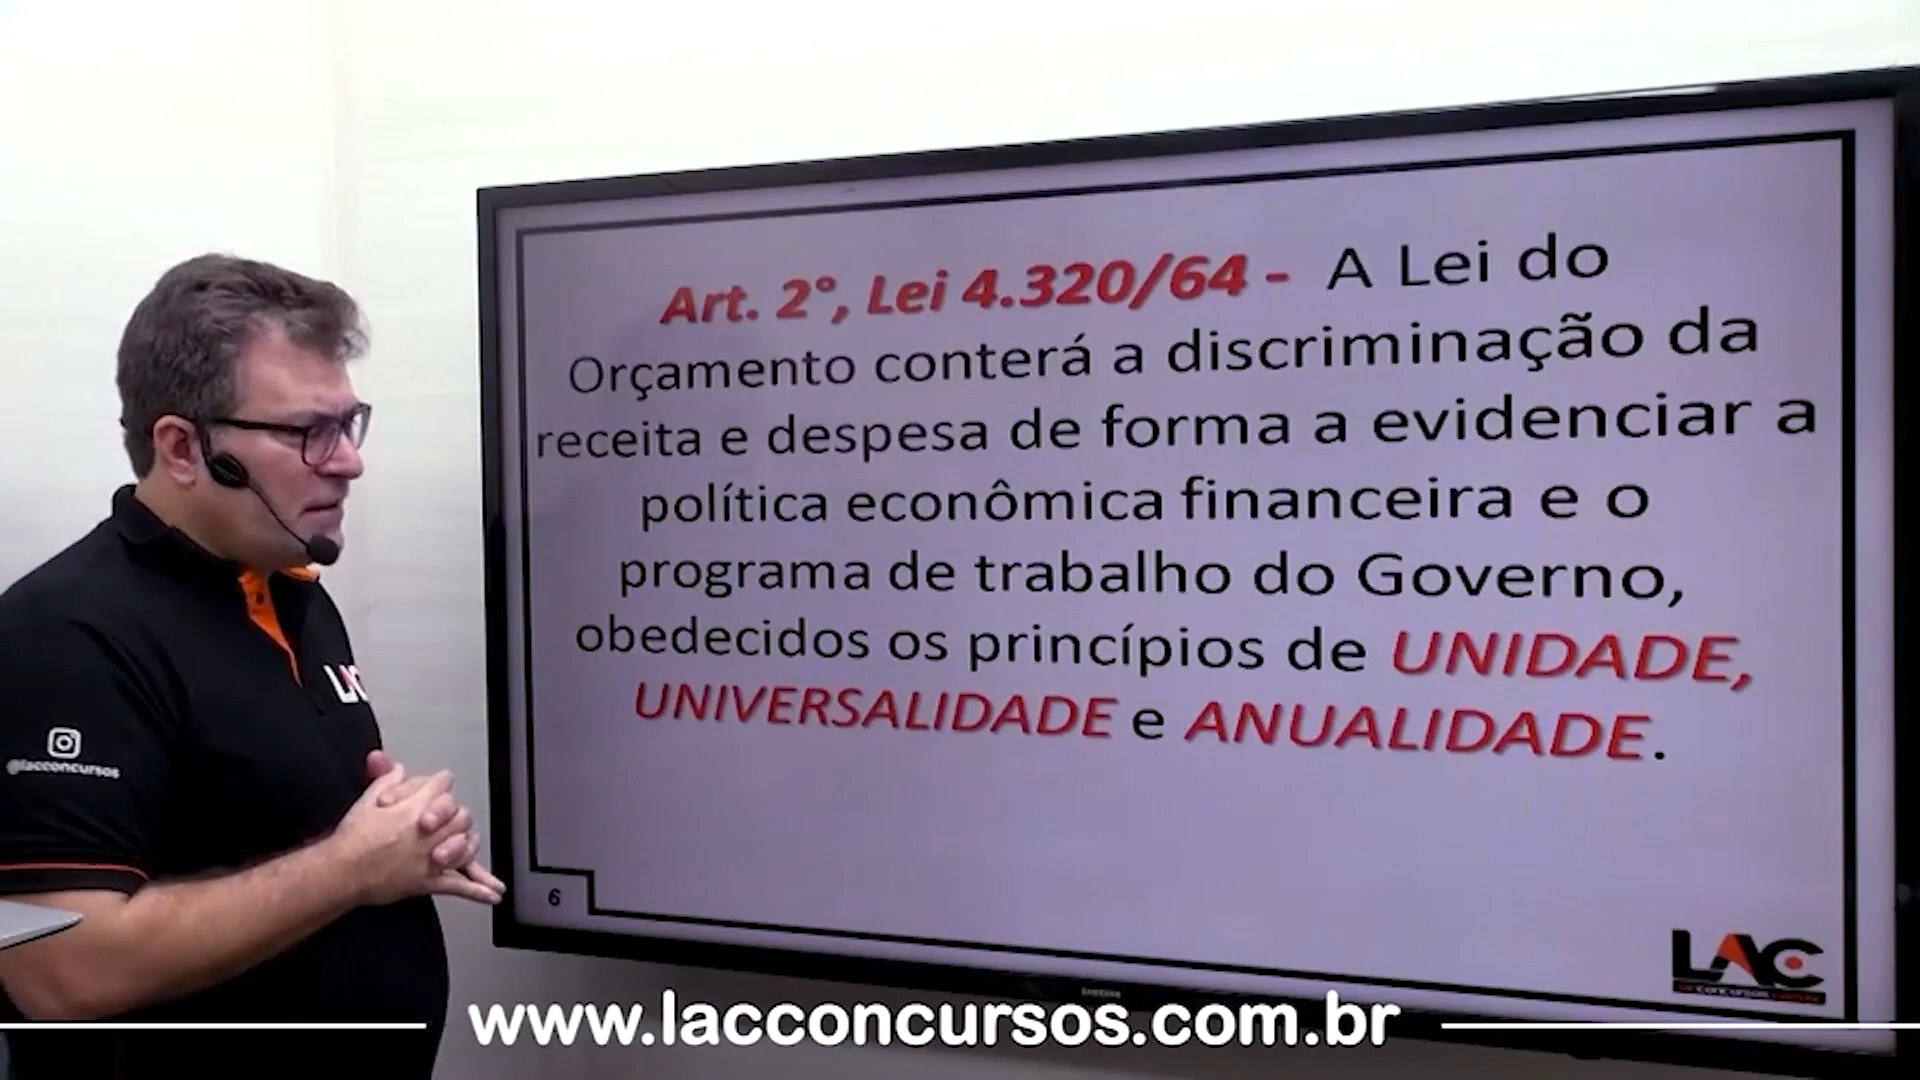 Art. 2°, Lei 4.320/64 - A Lei do
Orçamento conterá a discriminação da
receita e despesa de forma a evidenciar a
política econômica financeira e o
programa de trabalho do Governo,
obedecidos os princípios de UNIDADE,
UNIVERSALIDADE e ANUALIDADE.
6
LAC
LAC
@lacconcursos
www.lacconcursos.com.br